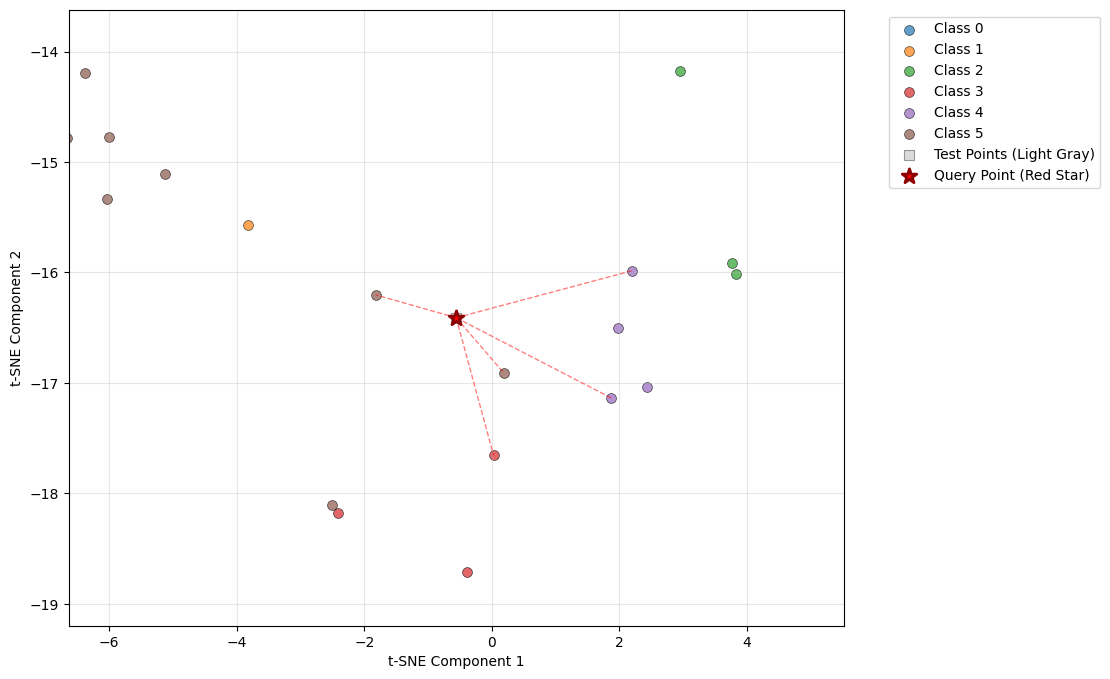 −14
−15
−16
−17
−18
−19
t-SNE Component 2
−6
−4
−2
0
2
4
t-SNE Component 1
Class 0
Class 1
Class 2
Class 3
Class 4
Class 5
Test Points (Light Gray)
Query Point (Red Star)